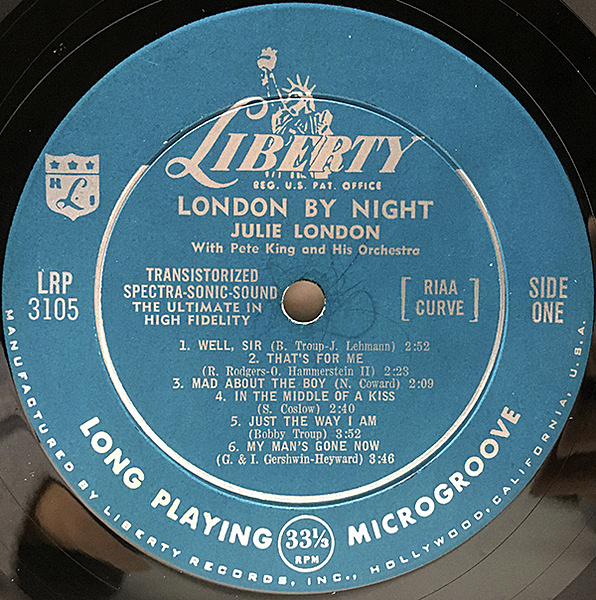 LIBERTY
REG. U.S. PAT. OFFICE
LONDON BY NIGHT
JULIE LONDON
With Pete King and His Orchestra
H
L
I
LRP
3105
TRANSISTORIZED
SPECTRA-SONIC-SOUND
THE ULTIMATE IN
HIGH FIDELITY
[RIAA
CURVE]
SIDE
ONE
1. WELL, SIR (B. Troup-J. Lehmann) 2:52
2. THAT'S FOR ME
(R. Rodgers-O. Hammerstein II) 2:28
3. MAD ABOUT THE BOY (N. Coward) 2:09
4. IN THE MIDDLE OF A KISS
(S. Coslow) 2:40
5. JUST THE WAY I AM
(Bobby Troup) 3:52
6. MY MAN'S GONE NOW
(G. & I. Gershwin-Heyward) 3:46
LONG PLAYING 33⅓ RPM MICROGROOVE
MANUFACTURED BY LIBERTY RECORDS, INC., HOLLYWOOD, CALIFORNIA, U.S.A.